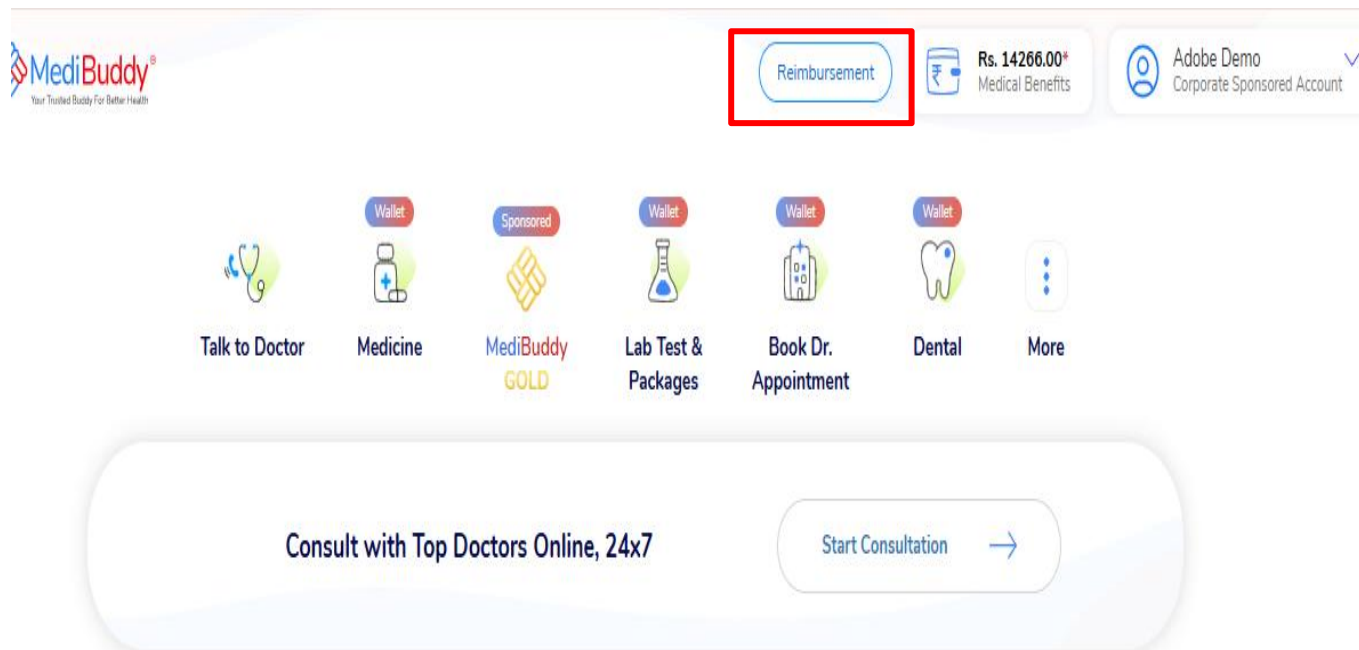 MediBuddy®
Your Trusted Buddy For Better Health
Reimbursement
Rs. 14266.00*
Medical Benefits
Adobe Demo
Corporate Sponsored Account
Wallet
Sponsored
Wallet
Wallet
Wallet
Talk to Doctor
Medicine
MediBuddy
GOLD
Lab Test &
Packages
Book Dr.
Appointment
Dental
More
Consult with Top Doctors Online, 24x7
Start Consultation